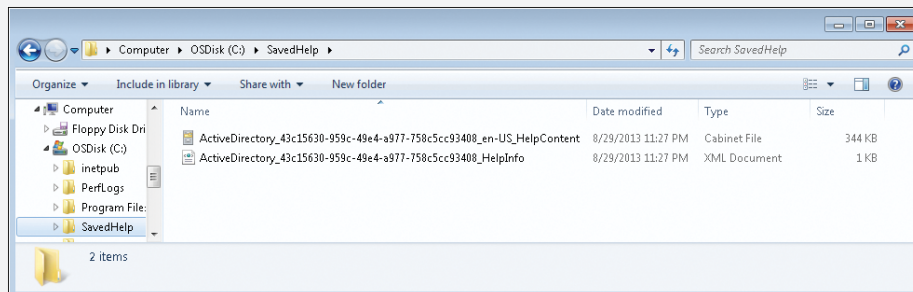 Computer ▸ OSDisk (C:) ▸ SavedHelp ▸
Search SavedHelp
Organize ▾ Include in library ▾ Share with ▾ New folder
Computer
Floppy Disk Dri
OSDisk (C:)
inetpub
PerfLogs
Program File
SavedHelp
Name Date modified Type Size
ActiveDirectory_43c15630-959c-49e4-a977-758c5cc93408_en-US_HelpContent 8/29/2013 11:27 PM Cabinet File 344 KB
ActiveDirectory_43c15630-959c-49e4-a977-758c5cc93408_HelpInfo 8/29/2013 11:27 PM XML Document 1 KB
2 items